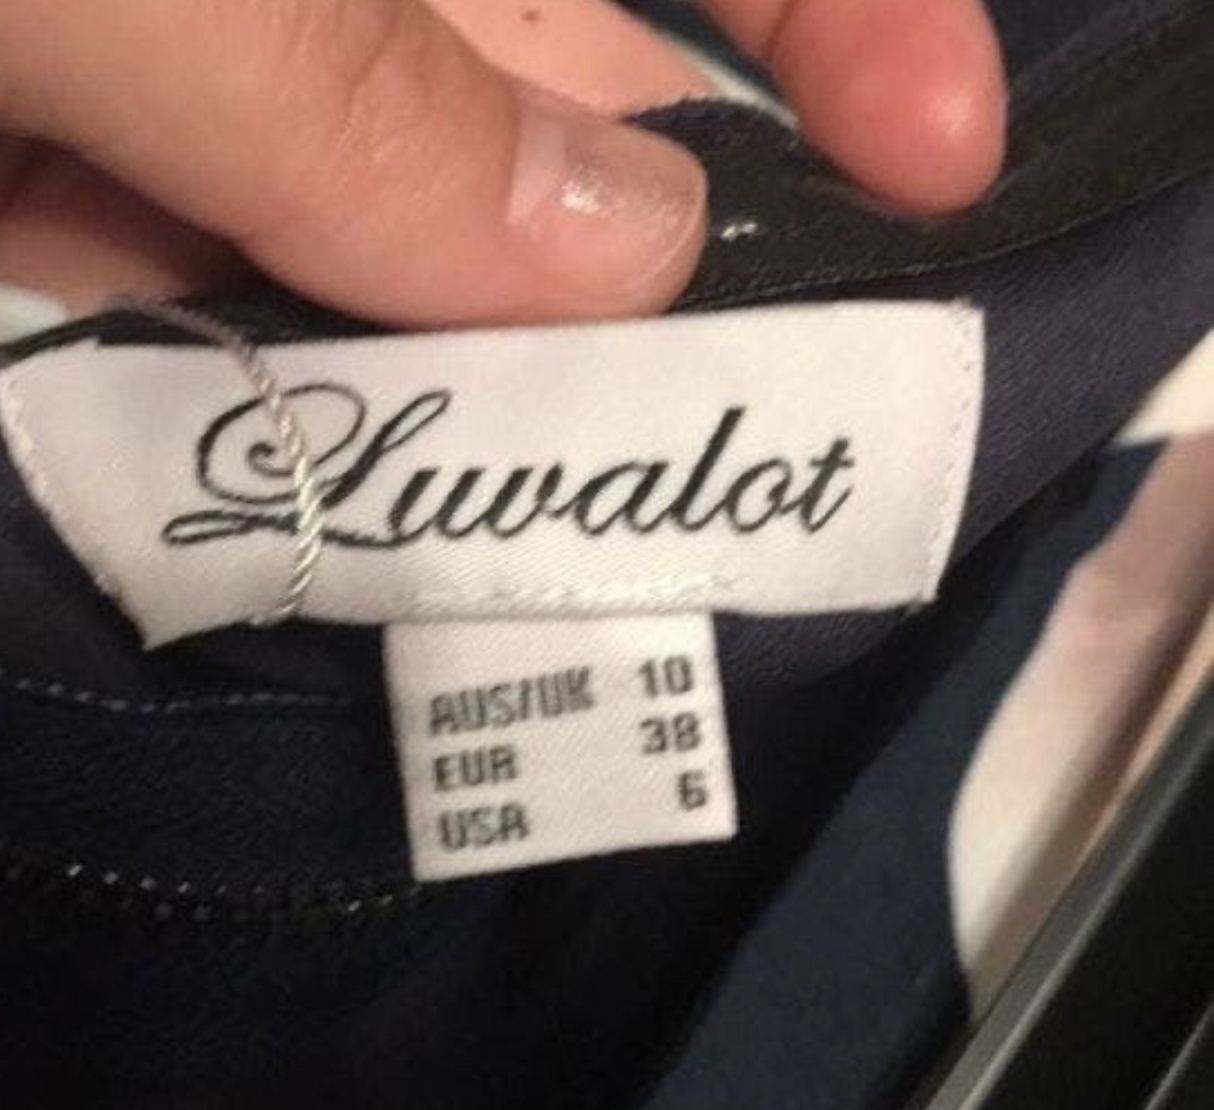 Luvalot
AUS/UK 10
EUR 38
USA 6